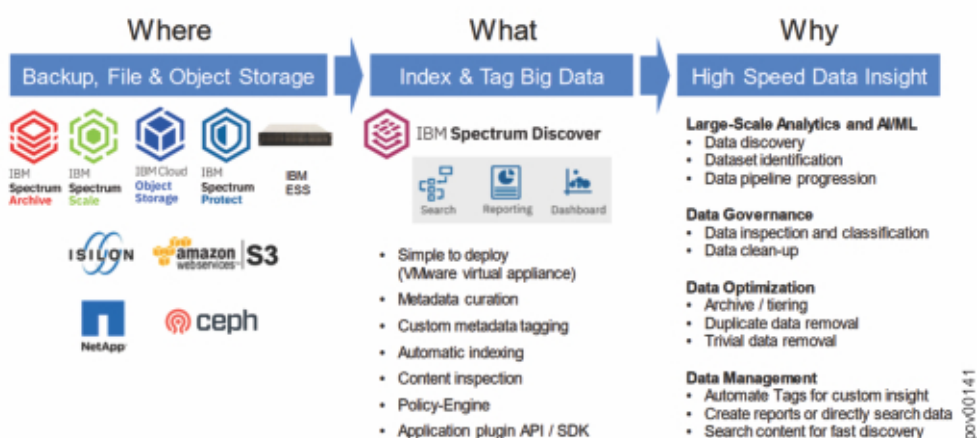 Where
Backup, File & Object Storage
IBM
Spectrum
Archive
IBM
Spectrum
Scale
IBM Cloud
Object
Storage
IBM
Spectrum
Protect
IBM
ESS
ISILON
amazon
webservices
S3
NetApp
ceph
What
Index & Tag Big Data
IBM Spectrum Discover
Search
Reporting
Dashboard
• Simple to deploy
(VMware virtual appliance)
• Metadata curation
• Custom metadata tagging
• Automatic indexing
• Content inspection
• Policy-Engine
• Application plugin API / SDK
Why
High Speed Data Insight
Large-Scale Analytics and AI/ML
• Data discovery
• Dataset identification
• Data pipeline progression
Data Governance
• Data inspection and classification
• Data clean-up
Data Optimization
• Archive / tiering
• Duplicate data removal
• Trivial data removal
Data Management
• Automate Tags for custom insight
• Create reports or directly search data
• Search content for fast discovery